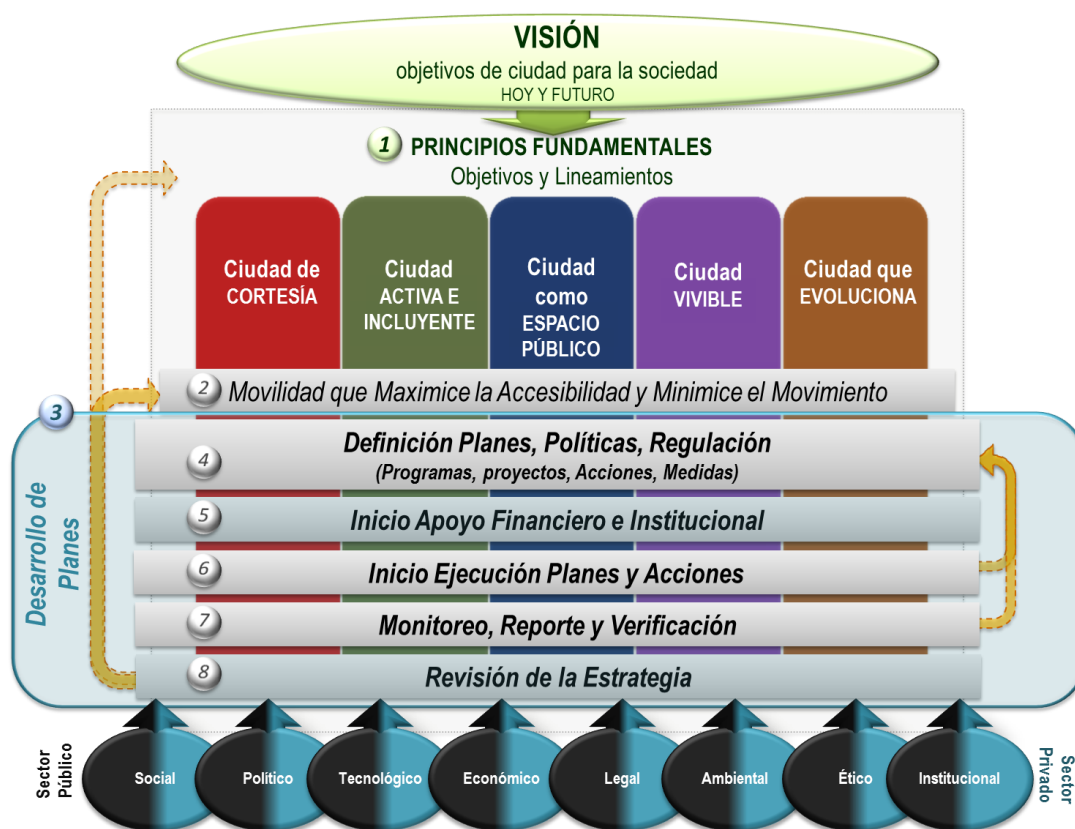 VISIÓN
objetivos de ciudad para la sociedad
HOY Y FUTURO
1 PRINCIPIOS FUNDAMENTALES
Objetivos y Lineamientos
Ciudad de
CORTESÍA
Ciudad
ACTIVA E
INCLUYENTE
Ciudad
como
ESPACIO
PÚBLICO
Ciudad
VIVIBLE
Ciudad que
EVOLUCIONA
2 Movilidad que Maximice la Accesibilidad y Minimice el Movimiento
3
Desarrollo de
Planes
4 Definición Planes, Políticas, Regulación
(Programas, proyectos, Acciones, Medidas)
5 Inicio Apoyo Financiero e Institucional
6 Inicio Ejecución Planes y Acciones
7 Monitoreo, Reporte y Verificación
8 Revisión de la Estrategia
Sector
Público
Social
Político
Tecnológico
Económico
Legal
Ambiental
Ético
Institucional
Sector
Privado